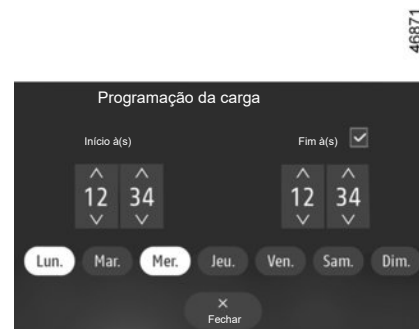 46871
Programação da carga
Início à(s) Fim à(s)
12 34 12 34
Lun. Mar. Mer. Jeu. Ven. Sam. Dim.
Fechar